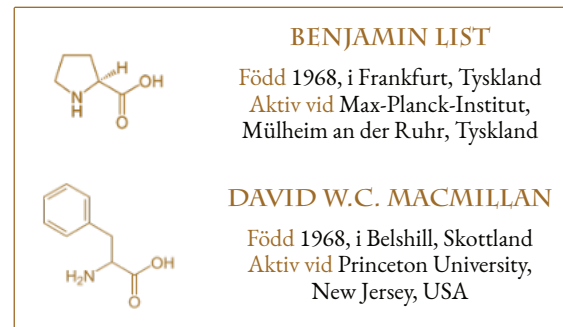 BENJAMIN LIST
Född 1968, i Frankfurt, Tyskland
Aktiv vid Max-Planck-Institut,
Mülheim an der Ruhr, Tyskland
H
OH
N
H
O
DAVID W.C. MACMILLAN
Född 1968, i Belshill, Skottland
Aktiv vid Princeton University,
New Jersey, USA
OH
H₂N
O